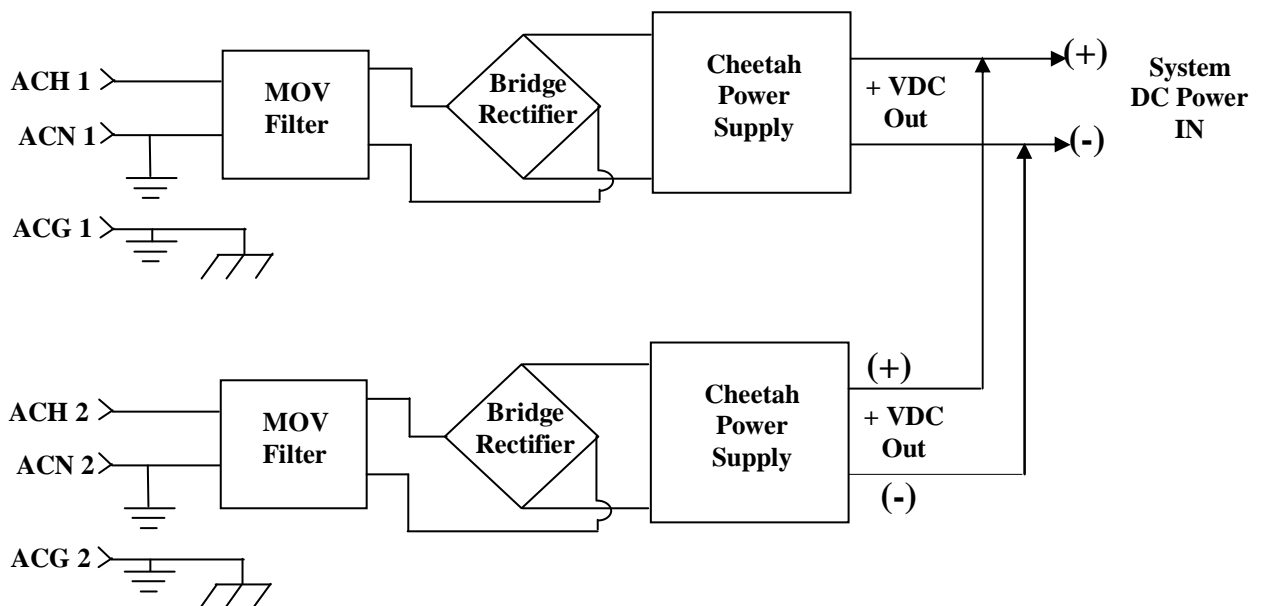 ACH 1
ACN 1
ACG 1
MOV
Filter
Bridge
Rectifier
Cheetah
Power
Supply
+ VDC
Out
(+)
(-)
System
DC Power
IN
ACH 2
ACN 2
ACG 2
MOV
Filter
Bridge
Rectifier
Cheetah
Power
Supply
(+)
+ VDC
Out
(-)